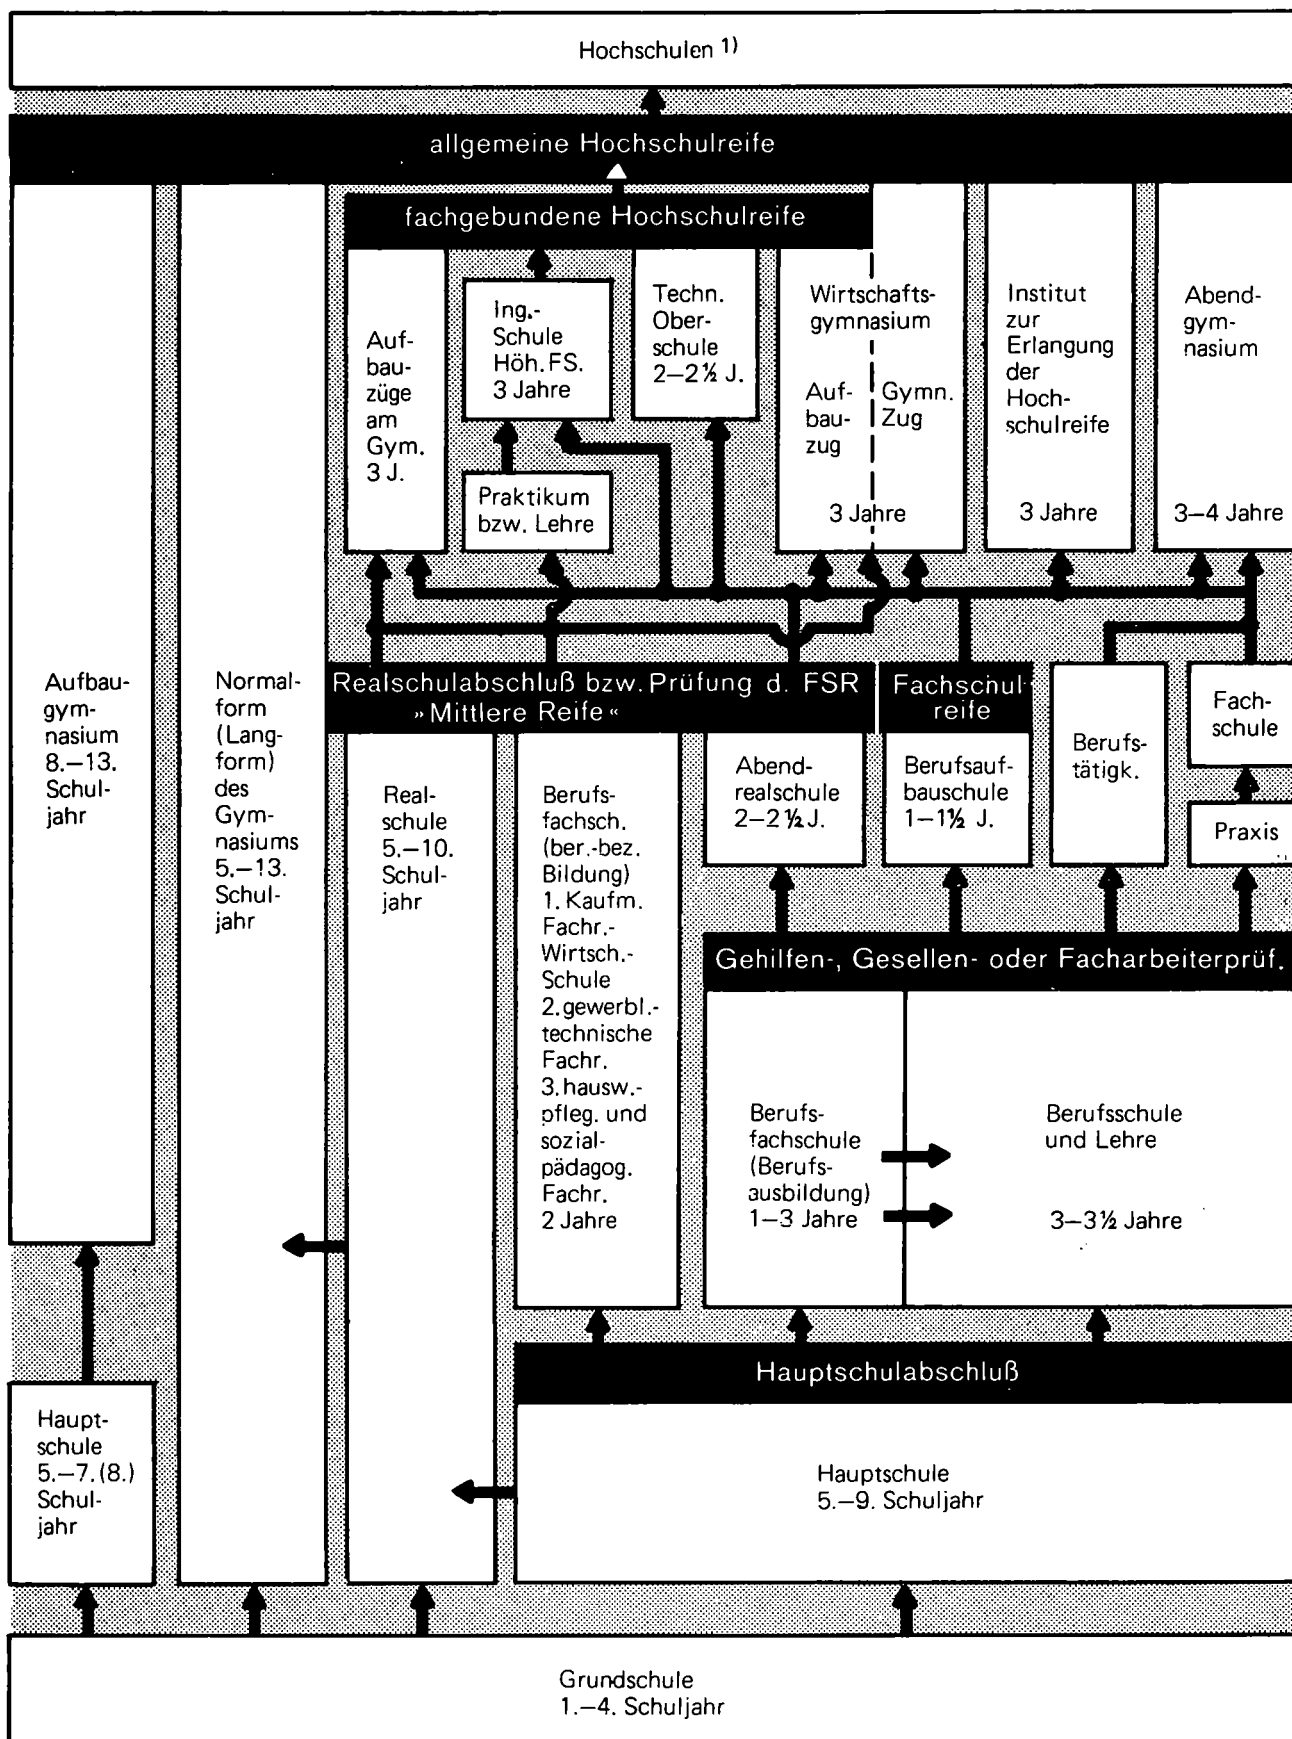 Hochschulen 1)
allgemeine Hochschulreife
fachgebundene Hochschulreife
Auf-
bau-
züge
am
Gym.
3 J.
Ing.-
Schule
Höh. FS.
3 Jahre
Praktikum
bzw. Lehre
Techn.
Ober-
schule
2–2½ J.
Wirtschafts-
gymnasium
Auf-
bau-
zug
Gymn.
Zug
3 Jahre
Institut
zur
Erlangung
der
Hoch-
schulreife
3 Jahre
Abend-
gym-
nasium
3–4 Jahre
Aufbau-
gym-
nasium
8.–13.
Schul-
jahr
Normal-
form
(Lang-
form)
des
Gym-
nasiums
5.–13.
Schul-
jahr
Realschulabschluß bzw. Prüfung d. FSR
»Mittlere Reife«
Fachschul-
reife
Real-
schule
5.–10.
Schul-
jahr
Berufs-
fachsch.
(ber.-bez.
Bildung)
1. Kaufm.
Fachr.-
Wirtsch.-
Schule
2. gewerbl.-
technische
Fachr.
3. hausw.-
pfleg. und
sozial-
pädagog.
Fachr.
2 Jahre
Abend-
realschule
2–2½ J.
Berufsauf-
bauschule
1–1½ J.
Berufs-
tätigk.
Fach-
schule
Praxis
Gehilfen-, Gesellen- oder Facharbeiterprüf.
Berufs-
fachschule
(Berufs-
ausbildung)
1–3 Jahre
Berufsschule
und Lehre
3–3½ Jahre
Hauptschulabschluß
Haupt-
schule
5.–7. (8.)
Schul-
jahr
Hauptschule
5.–9. Schuljahr
Grundschule
1.–4. Schuljahr